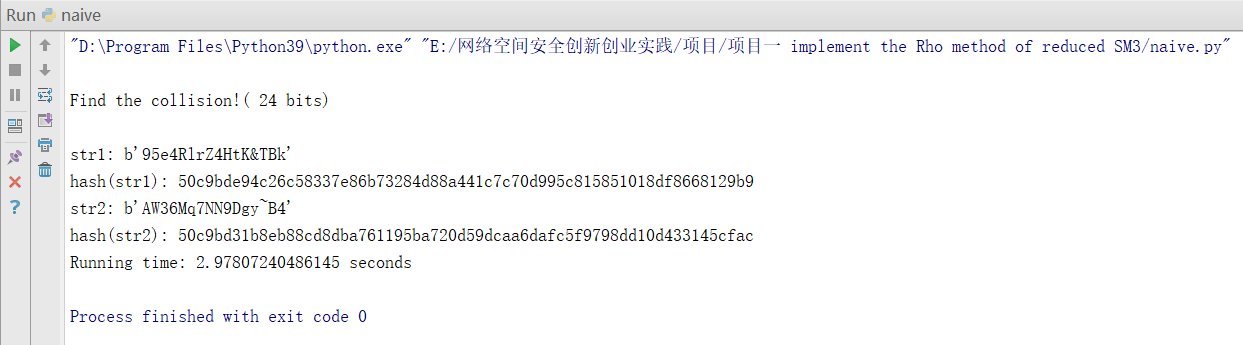 Run naive
"D:\Program Files\Python39\python.exe" "E:/网络空间安全创新创业实践/项目/项目一 implement the Rho method of reduced SM3/naive.py"
Find the collision!( 24 bits)
str1: b'95e4RlrZ4HtK&TBk'
hash(str1): 50c9bde94c26c58337e86b73284d88a441c7c70d995c815851018df8668129b9
str2: b'AW36Mq7NN9Dgy~B4'
hash(str2): 50c9bd31b8eb88cd8dba761195ba720d59dcaa6dafc5f9798dd10d433145cfac
Running time: 2.97807240486145 seconds
Process finished with exit code 0